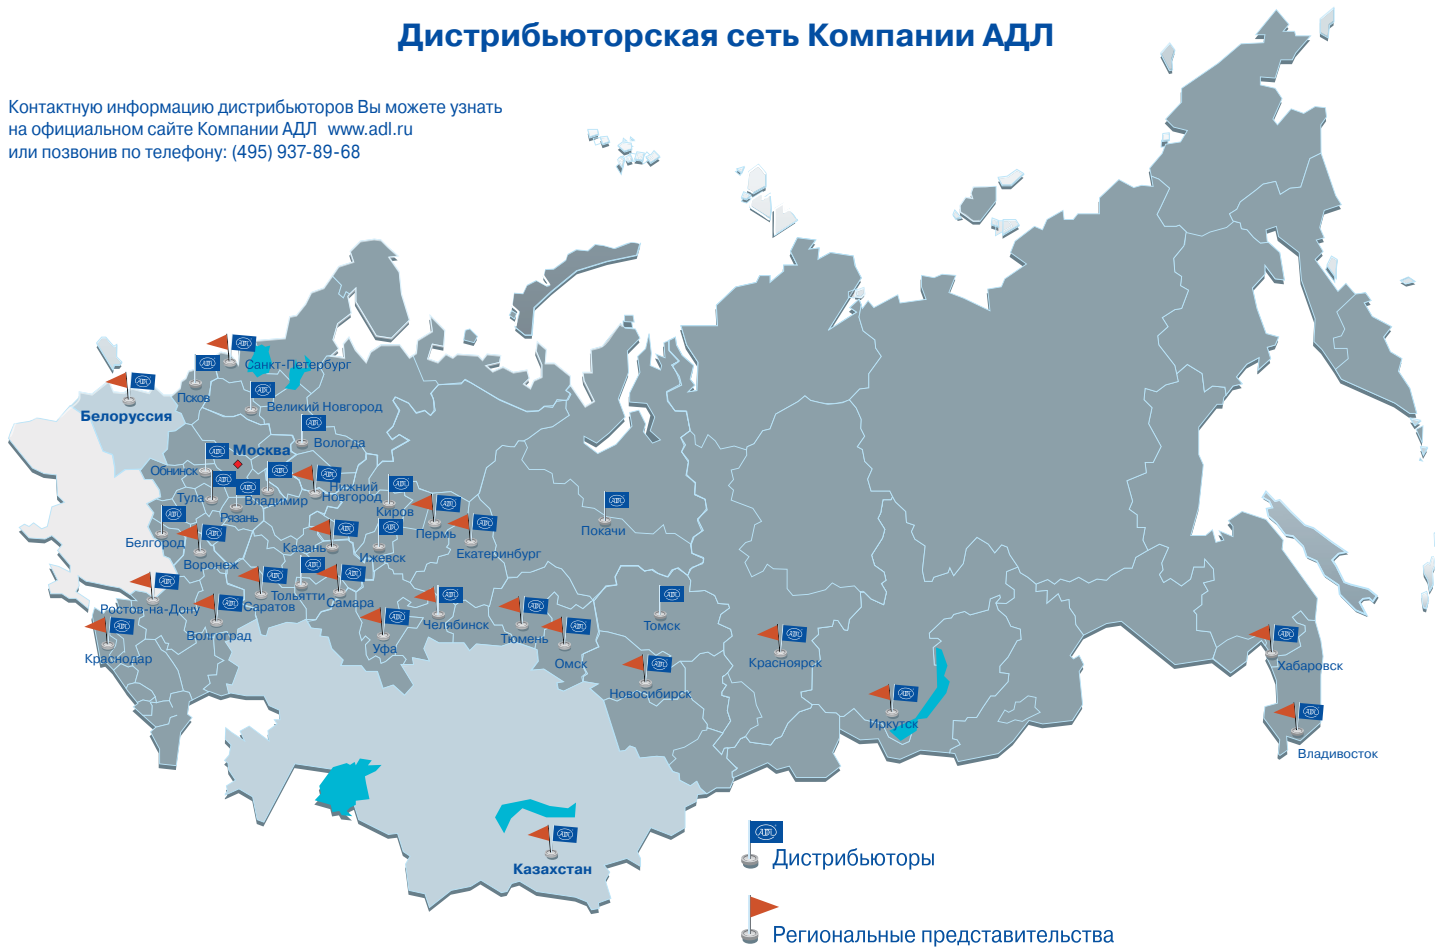 Дистрибьюторская сеть Компании АДЛ
Контактную информацию дистрибьюторов Вы можете узнать
на официальном сайте Компании АДЛ www.adl.ru
или позвонив по телефону: (495) 937-89-68
Санкт-Петербург
Псков
Великий Новгород
Белоруссия
Вологда
Москва
Обнинск
Тула
Рязань
Владимир
Нижний
Новгород
Киров
Пермь
Екатеринбург
Покачи
Белгород
Воронеж
Казань
Ижевск
Ростов-на-Дону
Волгоград
Саратов
Тольятти
Самара
Челябинск
Уфа
Тюмень
Омск
Томск
Новосибирск
Красноярск
Иркутск
Краснодар
Хабаровск
Владивосток
Казахстан
ADL
Дистрибьюторы
Региональные представительства